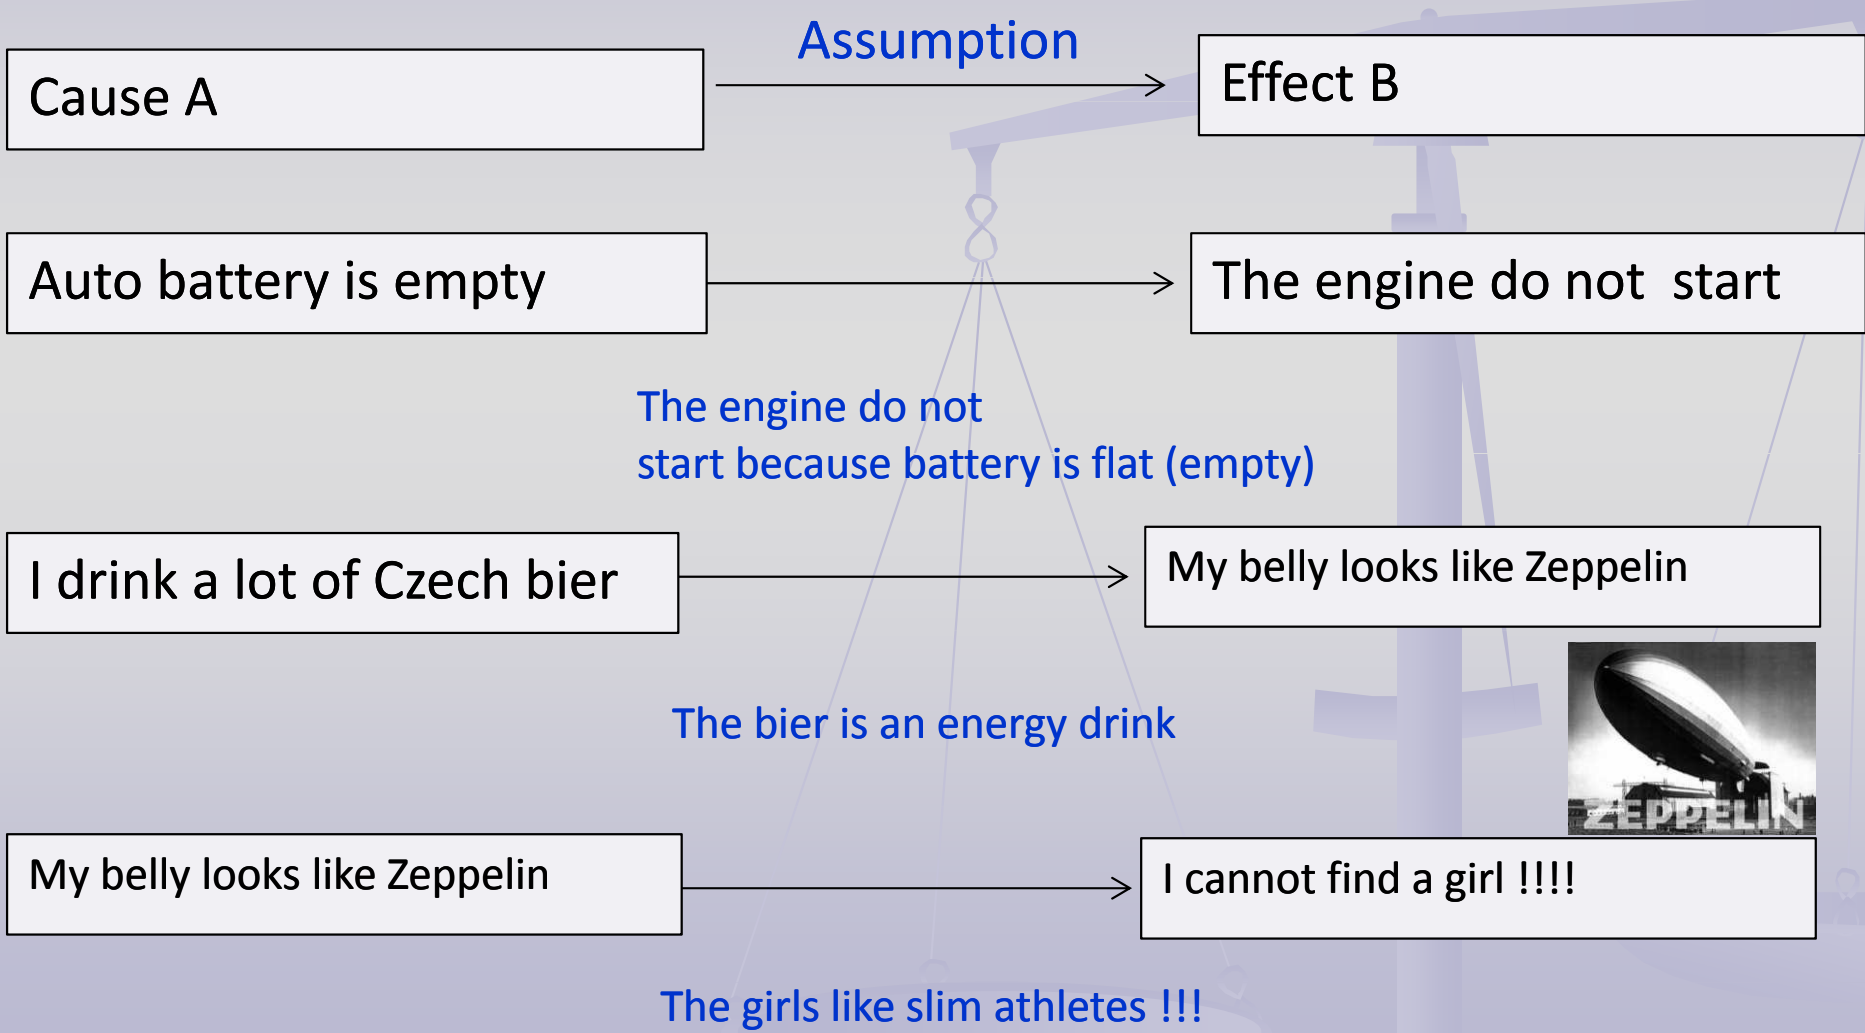 Assumption
Cause A
Effect B
Auto battery is empty
The engine do not start
The engine do not
start because battery is flat (empty)
I drink a lot of Czech bier
My belly looks like Zeppelin
The bier is an energy drink
ZEPPELIN
My belly looks like Zeppelin
I cannot find a girl !!!!
The girls like slim athletes !!!